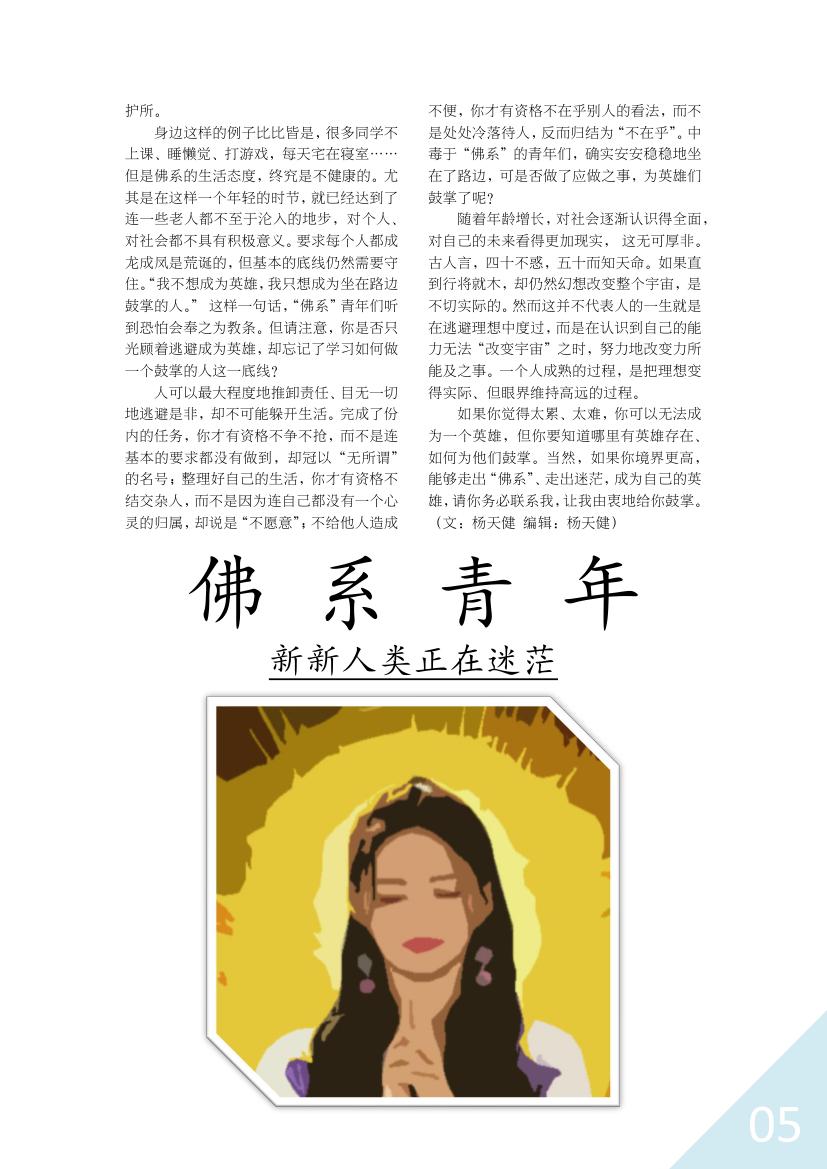 护所。
身边这样的例子比比皆是，很多同学不
上课、睡懒觉、打游戏，每天宅在寝室……
但是佛系的生活态度，终究是不健康的。尤
其是在这样一个年轻的时节，就已经达到了
连一些老人都不至于沦入的地步，对个人、
对社会都不具有积极意义。要求每个人都成
龙成凤是荒诞的，但基本的底线仍然需要守
住。“我不想成为英雄，我只想成为坐在路边
鼓掌的人。” 这样一句话，“佛系”青年们听
到恐怕会奉之为教条。但请注意，你是否只
光顾着逃避成为英雄，却忘记了学习如何做
一个鼓掌的人这一底线？
人可以最大程度地推卸责任、目无一切
地逃避是非，却不可能躲开生活。完成了份
内的任务，你才有资格不争不抢，而不是连
基本的要求都没有做到，却冠以“无所谓”
的名号；整理好自己的生活，你才有资格不
结交杂人，而不是因为连自己都没有一个心
灵的归属，却说是“不愿意”；不给他人造成
不便，你才有资格不在乎别人的看法，而不
是处处冷落待人，反而归结为“不在乎”。中
毒于“佛系”的青年们，确实安安稳稳地坐
在了路边，可是否做了应做之事，为英雄们
鼓掌了呢？
随着年龄增长，对社会逐渐认识得全面，
对自己的未来看得更加现实， 这无可厚非。
古人言，四十不惑，五十而知天命。如果直
到行将就木，却仍然幻想改变整个宇宙，是
不切实际的。然而这并不代表人的一生就是
在逃避理想中度过，而是在认识到自己的能
力无法“改变宇宙”之时，努力地改变力所
能及之事。一个人成熟的过程，是把理想变
得实际、但眼界维持高远的过程。
如果你觉得太累、太难，你可以无法成
为一个英雄，但你要知道哪里有英雄存在、
如何为他们鼓掌。当然，如果你境界更高，
能够走出“佛系”、走出迷茫，成为自己的英
雄，请你务必联系我，让我由衷地给你鼓掌。
（文：杨天健 编辑：杨天健）
佛系青年
新新人类正在迷茫
05